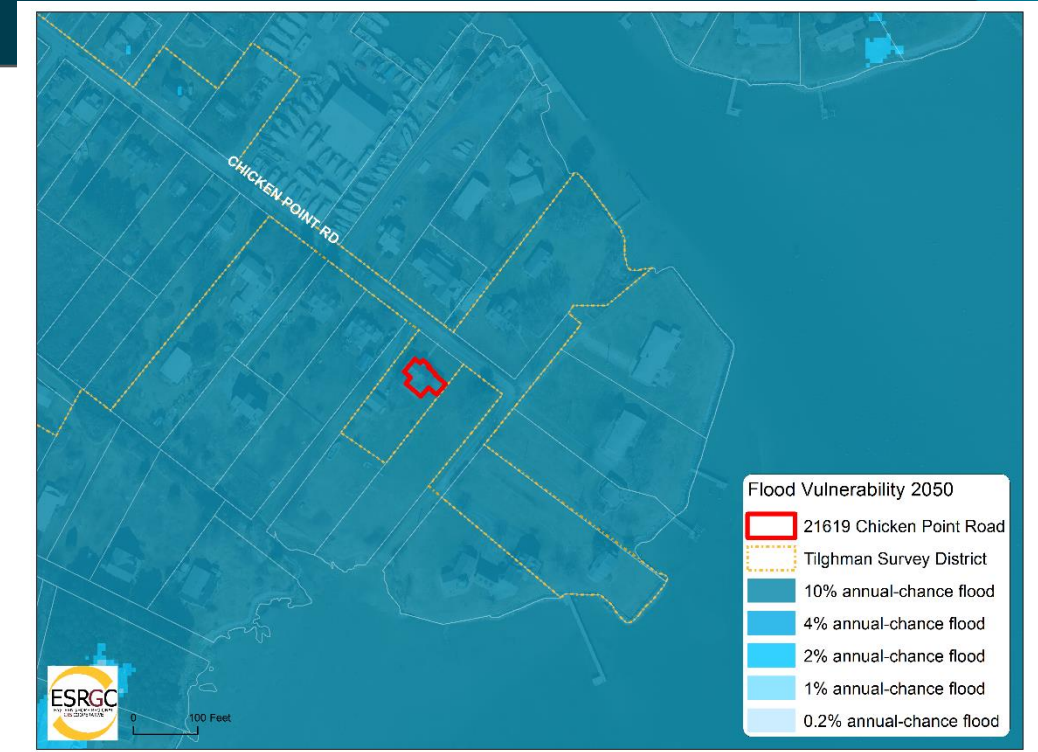 CHICKEN POINT RD
Flood Vulnerability 2050
21619 Chicken Point Road
Tilghman Survey District
10% annual-chance flood
4% annual-chance flood
2% annual-chance flood
1% annual-chance flood
0.2% annual-chance flood
ESRGC
0 100 Feet